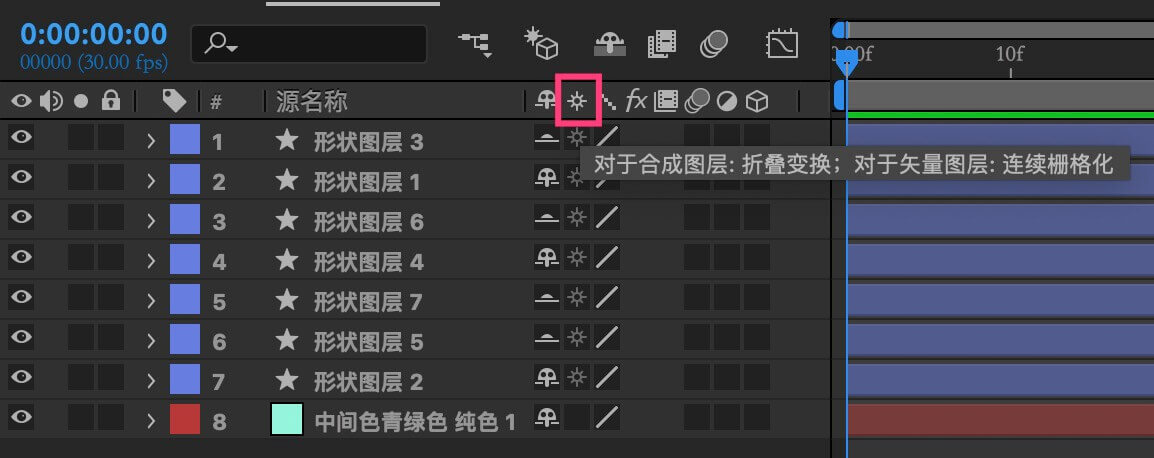 0:00:00:00
00000 (30.00 fps)
:00f
10f
# 源名称 fx
1 形状图层 3
对于合成图层: 折叠变换；对于矢量图层: 连续栅格化
2 形状图层 1
3 形状图层 6
4 形状图层 4
5 形状图层 7
6 形状图层 5
7 形状图层 2
8 中间色青绿色 纯色 1